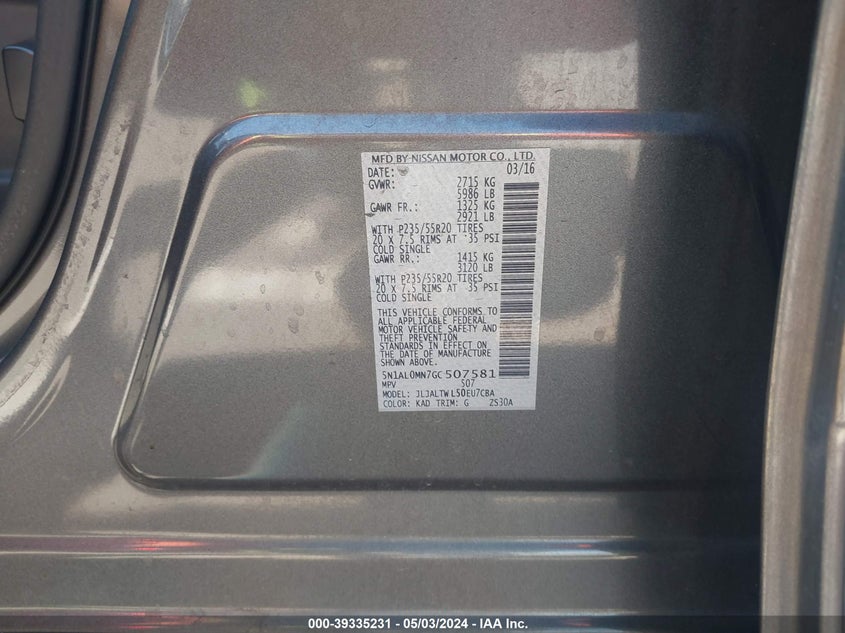 MFD BY NISSAN MOTOR CO., LTD.
DATE: 03/16
GVWR: 2715 KG
5986 LB
GAWR FR.: 1325 KG
2921 LB
WITH P235/55R20 TIRES
20 X 7.5 RIMS AT 35 PSI
COLD SINGLE
GAWR RR.: 1415 KG
3120 LB
WITH P235/55R20 TIRES
20 X 7.5 RIMS AT 35 PSI
COLD SINGLE
THIS VEHICLE CONFORMS TO
ALL APPLICABLE FEDERAL
MOTOR VEHICLE SAFETY AND
THEFT PREVENTION
STANDARDS IN EFFECT ON
THE DATE OF MANUFACTURE
SHOWN ABOVE.
5N1AL0MN7GC507581
MPV 507
MODEL: JLJALTWL50EU7CBA
COLOR: KAD TRIM: G ZS30A
000-39335231 - 05/03/2024 - IAA Inc.